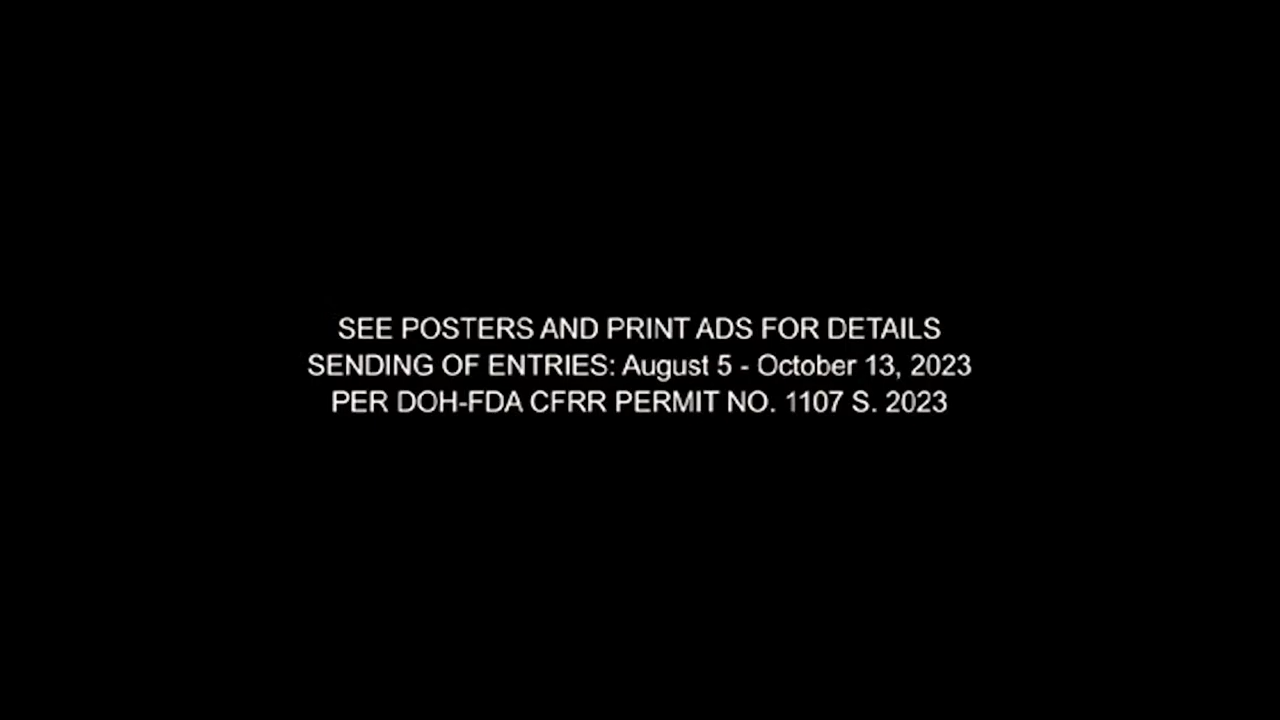 SEE POSTERS AND PRINT ADS FOR DETAILS
SENDING OF ENTRIES: August 5 - October 13, 2023
PER DOH-FDA CFRR PERMIT NO. 1107 S. 2023